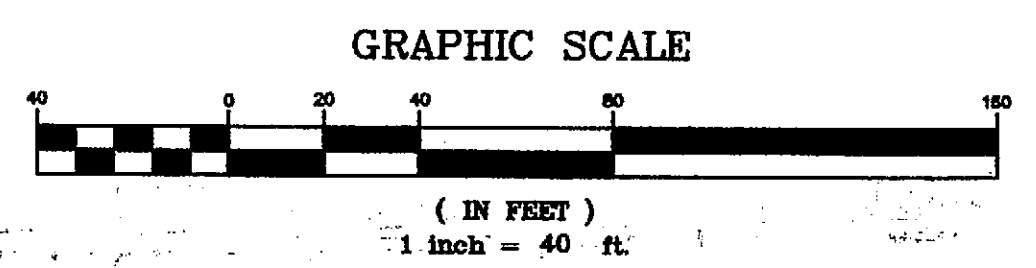 GRAPHIC SCALE
40 0 20 40 80 160
( IN FEET )
1 inch = 40 ft.